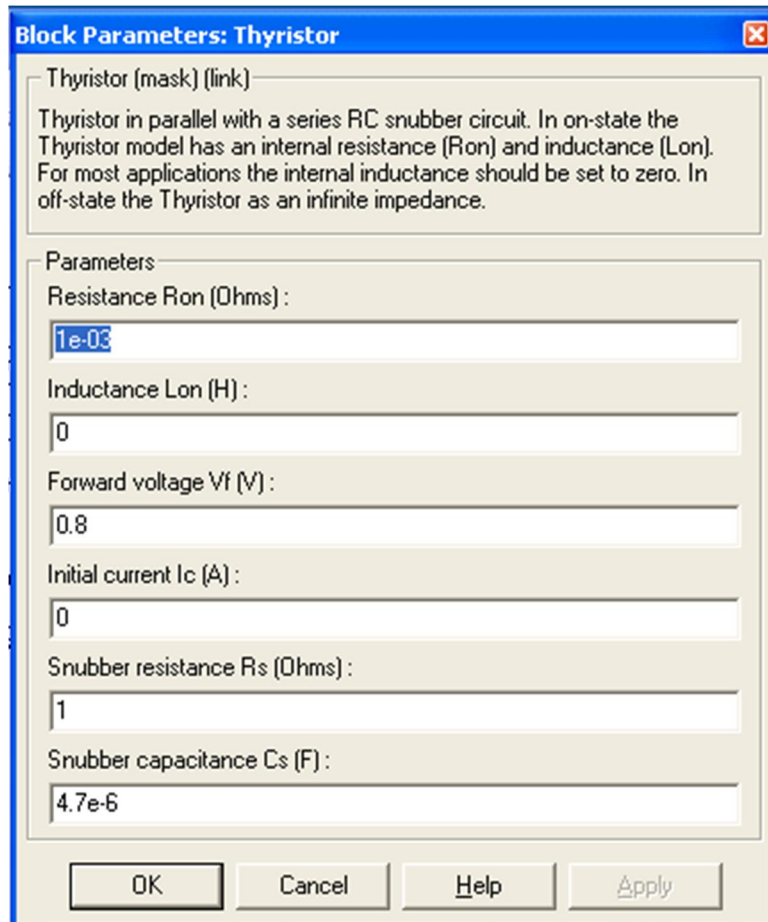 Block Parameters: Thyristor
Thyristor (mask) (link)
Thyristor in parallel with a series RC snubber circuit. In on-state the
Thyristor model has an internal resistance (Ron) and inductance (Lon).
For most applications the internal inductance should be set to zero. In
off-state the Thyristor as an infinite impedance.
Parameters
Resistance Ron (Ohms) :
1e-03
Inductance Lon (H) :
0
Forward voltage Vf (V) :
0.8
Initial current Ic (A) :
0
Snubber resistance Rs (Ohms) :
1
Snubber capacitance Cs (F) :
4.7e-6
OK Cancel Help Apply